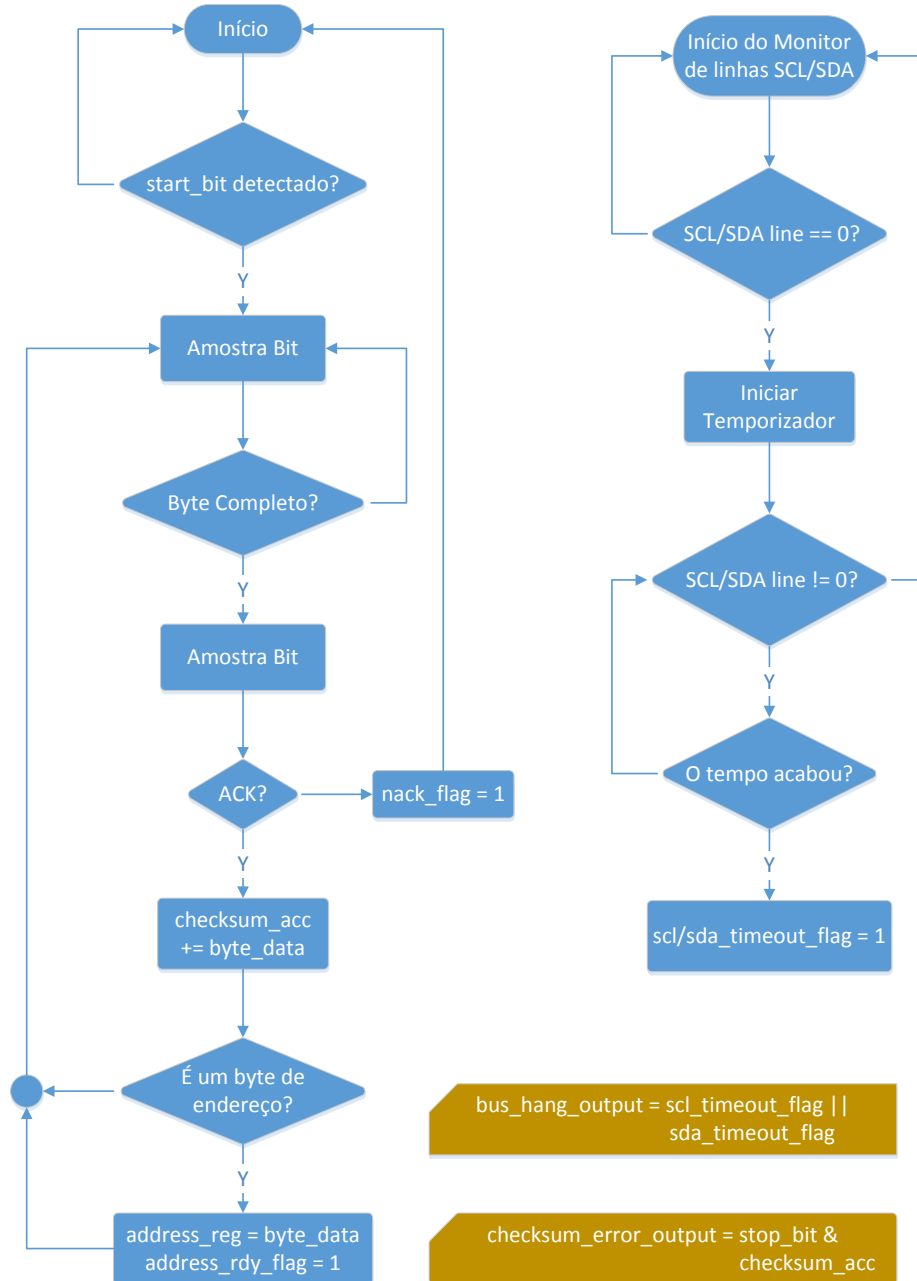 Início
start_bit detectado?
Y
Amostra Bit
Byte Completo?
Y
Amostra Bit
ACK?
nack_flag = 1
Y
checksum_acc
+= byte_data
É um byte de
endereço?
Y
address_reg = byte_data
address_rdy_flag = 1
Início do Monitor
de linhas SCL/SDA
SCL/SDA line == 0?
Y
Iniciar
Temporizador
SCL/SDA line != 0?
Y
O tempo acabou?
Y
scl/sda_timeout_flag = 1
bus_hang_output = scl_timeout_flag ||
sda_timeout_flag
checksum_error_output = stop_bit &
checksum_acc